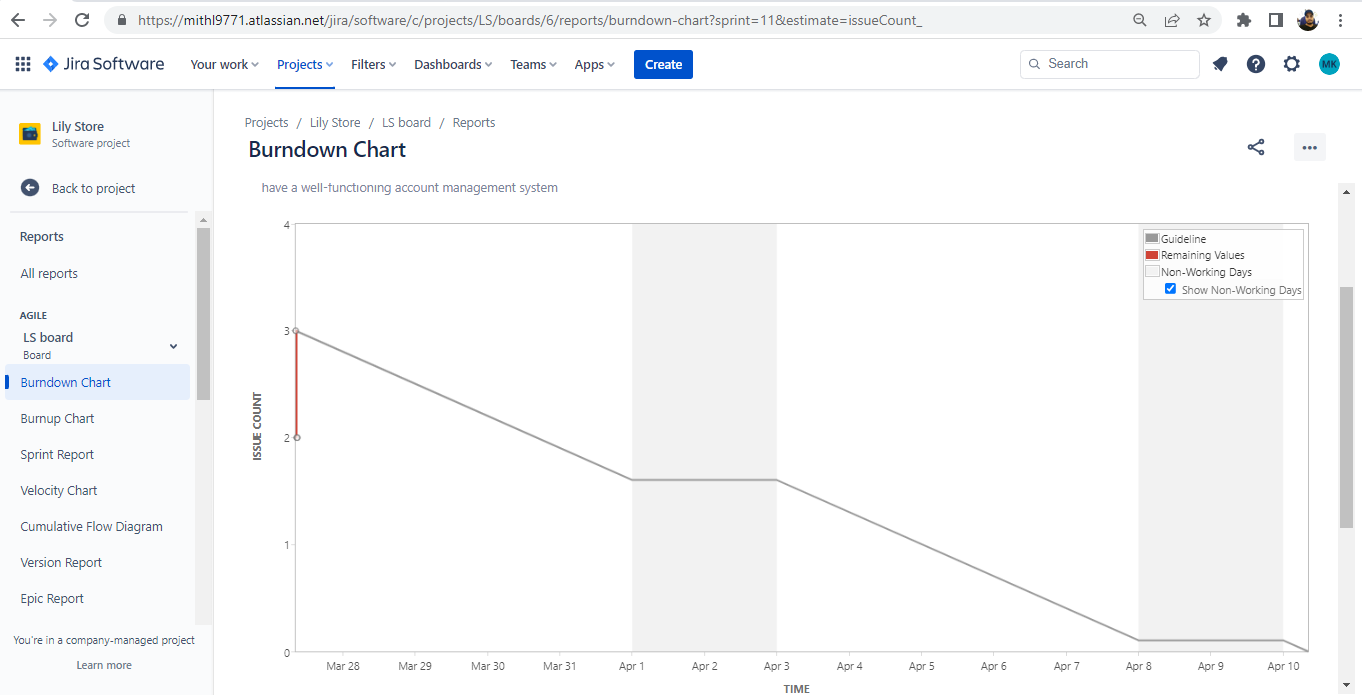 https://mithl9771.atlassian.net/jira/software/c/projects/LS/boards/6/reports/burndown-chart?sprint=11&estimate=issueCount_
Jira Software
Your work
Projects
Filters
Dashboards
Teams
Apps
Create
Search
MK
Lily Store
Software project
Back to project
Reports
All reports
AGILE
LS board
Board
Burndown Chart
Burnup Chart
Sprint Report
Velocity Chart
Cumulative Flow Diagram
Version Report
Epic Report
You're in a company-managed project
Learn more
Projects / Lily Store / LS board / Reports
Burndown Chart
have a well-functioning account management system
Guideline
Remaining Values
Non-Working Days
Show Non-Working Days
ISSUE COUNT
4
3
2
1
0
Mar 28 Mar 29 Mar 30 Mar 31 Apr 1 Apr 2 Apr 3 Apr 4 Apr 5 Apr 6 Apr 7 Apr 8 Apr 9 Apr 10
TIME